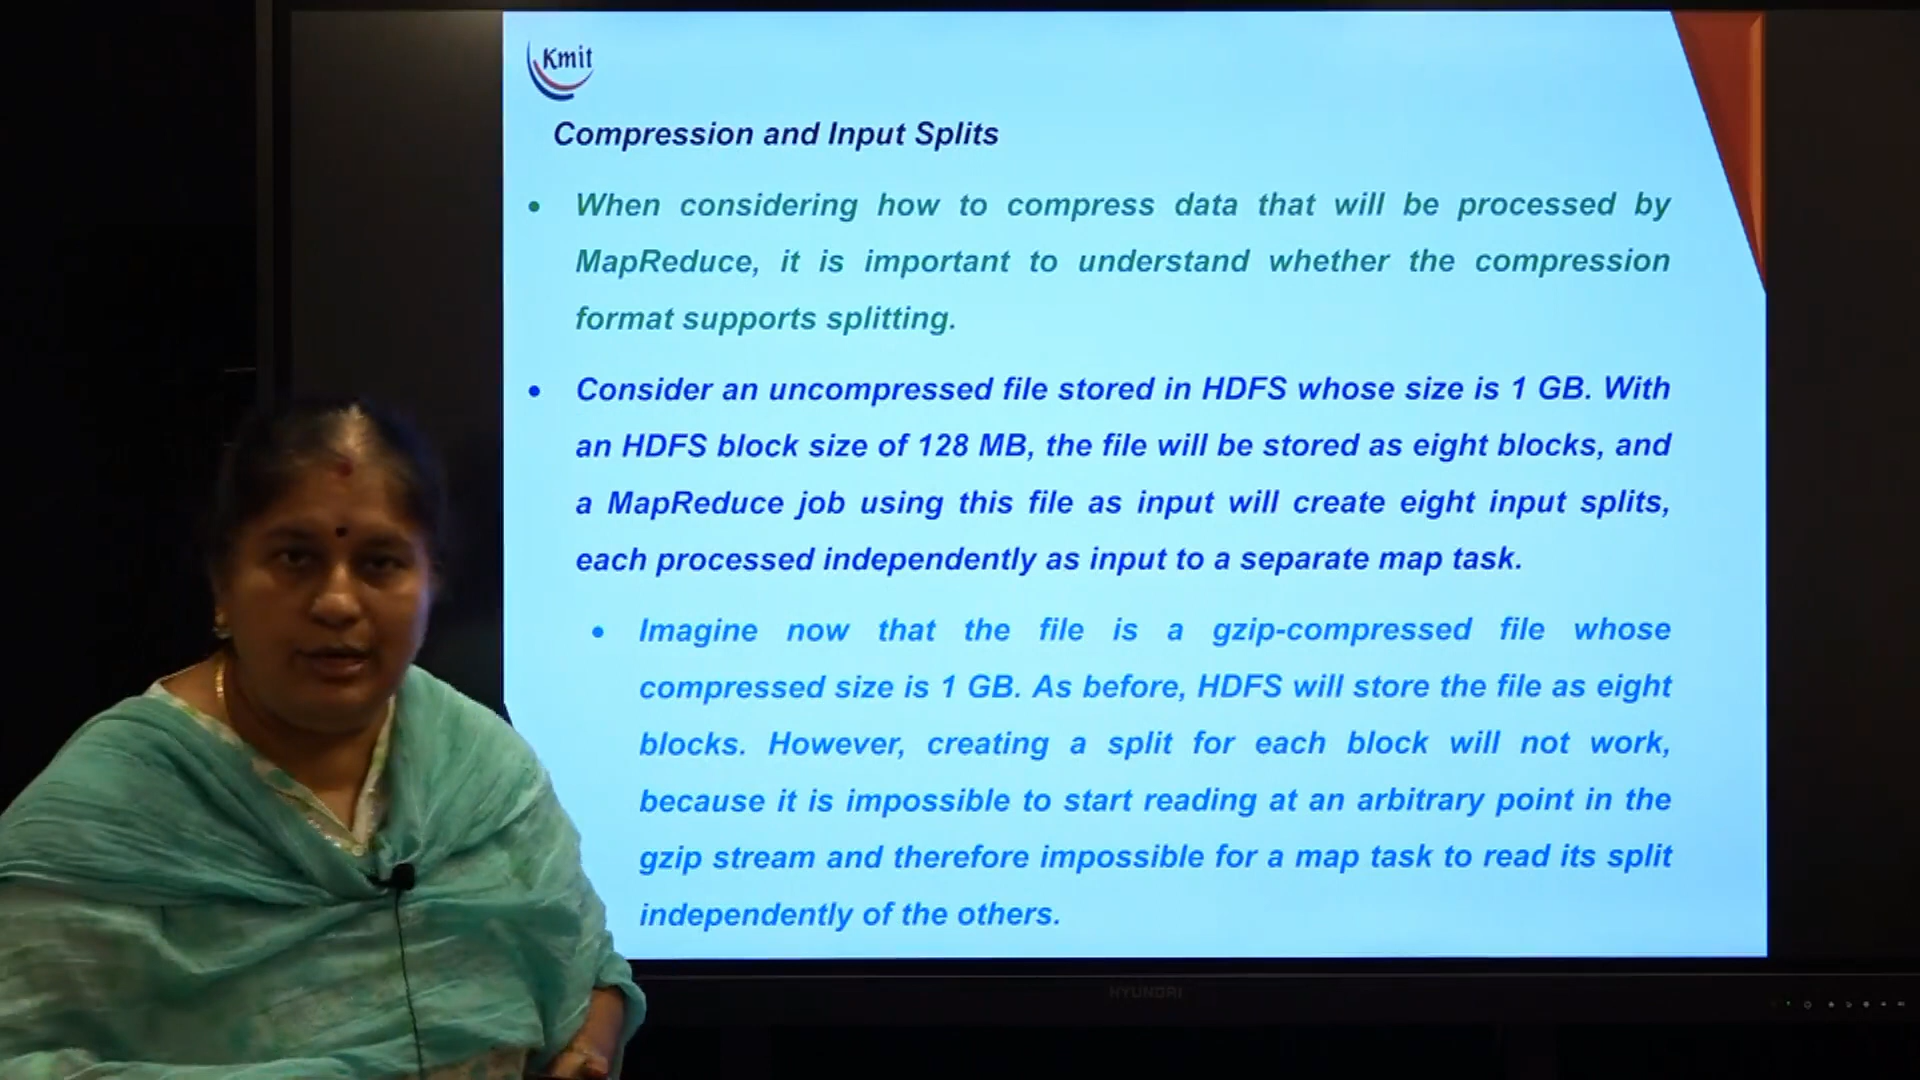 Kmit
Compression and Input Splits
• When considering how to compress data that will be processed by
MapReduce, it is important to understand whether the compression
format supports splitting.
• Consider an uncompressed file stored in HDFS whose size is 1 GB. With
an HDFS block size of 128 MB, the file will be stored as eight blocks, and
a MapReduce job using this file as input will create eight input splits,
each processed independently as input to a separate map task.
• Imagine now that the file is a gzip-compressed file whose
compressed size is 1 GB. As before, HDFS will store the file as eight
blocks. However, creating a split for each block will not work,
because it is impossible to start reading at an arbitrary point in the
gzip stream and therefore impossible for a map task to read its split
independently of the others.
HYUNDAI